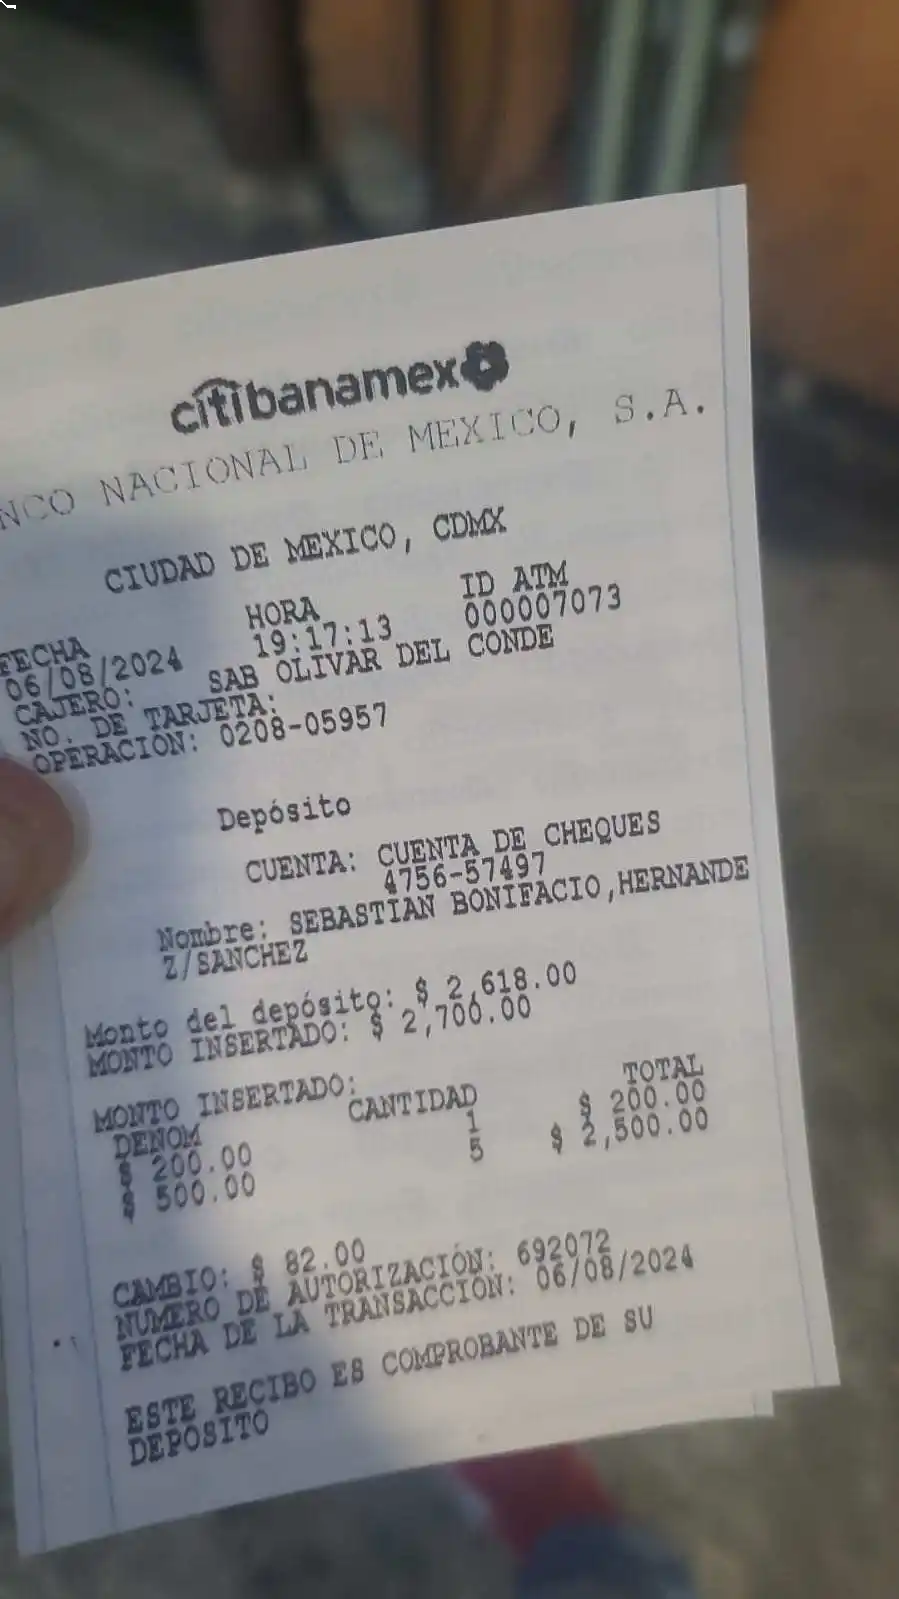 citibanamex
NCO NACIONAL DE MEXICO, S.A.
CIUDAD DE MEXICO, CDMX
FECHA HORA ID ATM
06/08/2024 19:17:13 000007073
CAJERO: SAB OLIVAR DEL CONDE
NO. DE TARJETA:
OPERACION: 0208-05957
Depósito
CUENTA: CUENTA DE CHEQUES
4756-57497
Nombre: SEBASTIAN BONIFACIO,HERNANDE
Z/SANCHEZ
Monto del depósito: $ 2,618.00
MONTO INSERTADO: $ 2,700.00
MONTO INSERTADO:
DENOM CANTIDAD TOTAL
$ 200.00 1 $ 200.00
$ 500.00 5 $ 2,500.00
CAMBIO: $ 82.00
NUMERO DE AUTORIZACIÓN: 692072
FECHA DE LA TRANSACCIÓN: 06/08/2024
ESTE RECIBO ES COMPROBANTE DE SU
DEPOSITO